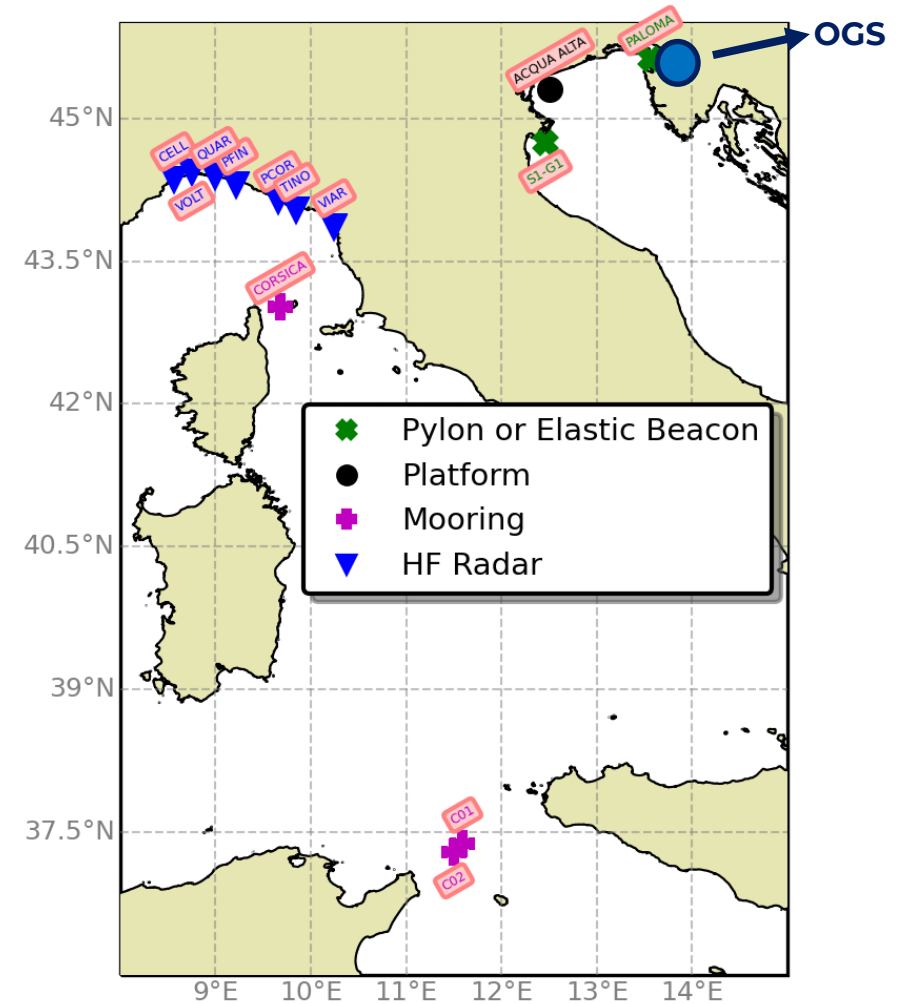 OGS
PALOMA
ACQUA ALTA
45°N
S1-G1
CELL
QUAR
PFIN
VOLT
PCOR
TINO
VIAR
43.5°N
CORSICA
42°N
Pylon or Elastic Beacon
Platform
Mooring
HF Radar
40.5°N
39°N
37.5°N
C01
C02
9°E 10°E 11°E 12°E 13°E 14°E